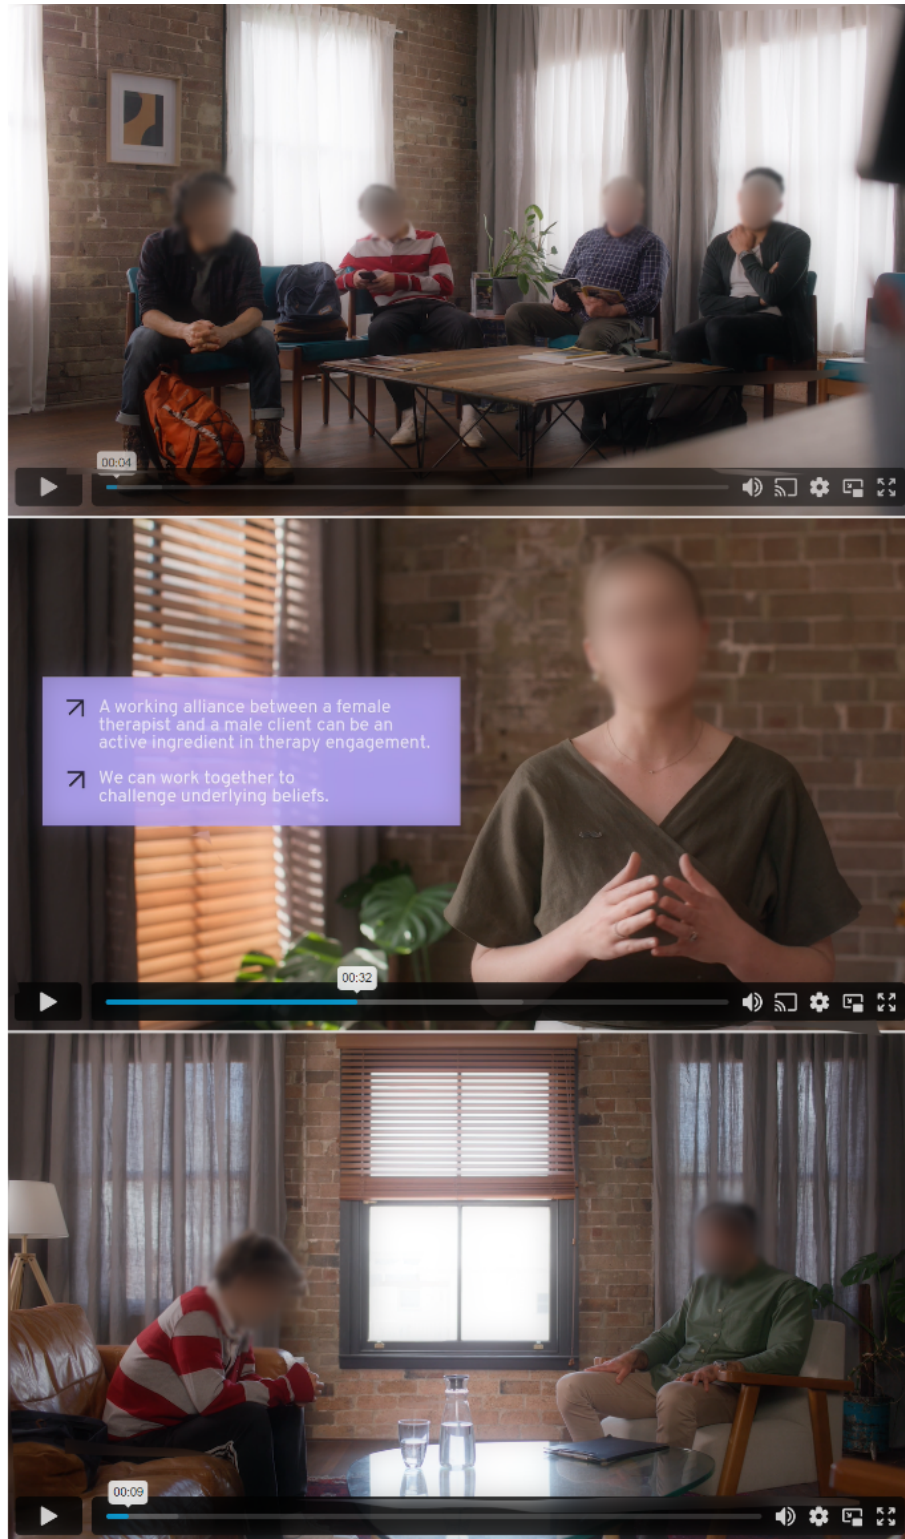 00:04
A working alliance between a female
therapist and a male client can be an
active ingredient in therapy engagement.
We can work together to
challenge underlying beliefs.
00:32
00:09